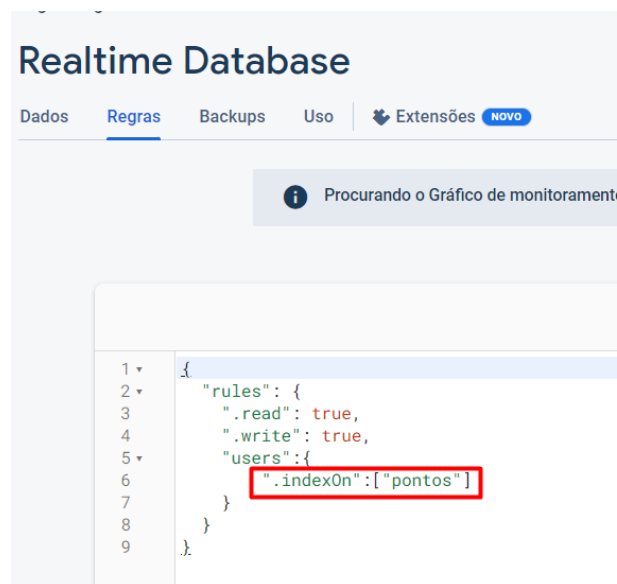 Realtime Database
Dados Regras Backups Uso Extensões NOVO
Procurando o Gráfico de
1 {
2 "rules": {
3 ".read": true,
4 ".write": true,
5 "users":{
6 ".indexOn":["pontos"]
7 }
8 }
9 }